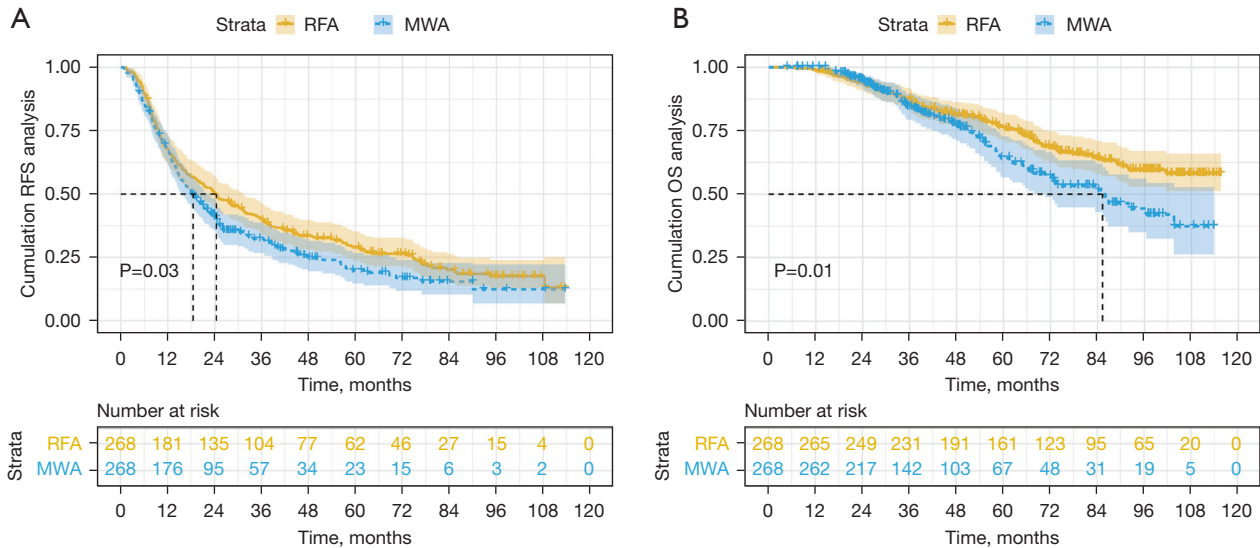 A
Strata RFA MWA
1.00
0.75
0.50
0.25
0.00
Cumulation RFS analysis
P=0.03
0 12 24 36 48 60 72 84 96 108 120
Time, months
Number at risk
Strata
RFA 268 181 135 104 77 62 46 27 15 4 0
MWA 268 176 95 57 34 23 15 6 3 2 0
0 12 24 36 48 60 72 84 96 108 120
Time, months
B
Strata RFA MWA
1.00
0.75
0.50
0.25
0.00
Cumulation OS analysis
P=0.01
0 12 24 36 48 60 72 84 96 108 120
Time, months
Number at risk
Strata
RFA 268 265 249 231 191 161 123 95 65 20 0
MWA 268 262 217 142 103 67 48 31 19 5 0
0 12 24 36 48 60 72 84 96 108 120
Time, months